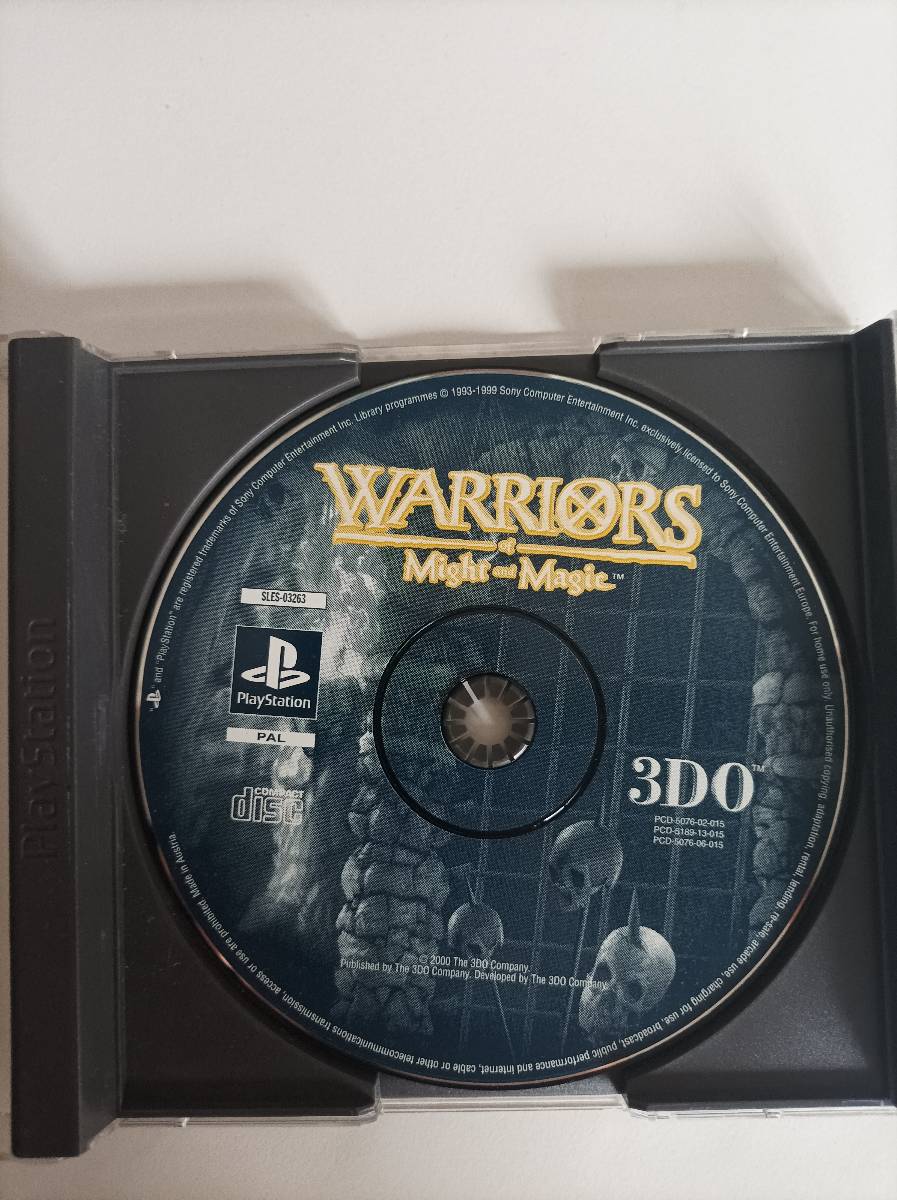 PlayStation
" and "PlayStation" are registered trademarks of Sony Computer Entertainment Inc. Library programmes © 1993-1999 Sony Computer Entertainment Inc. exclusively licensed to Sony Computer Entertainment Europe. For home use only. Unauthorised copying, adaptation, rental, lending, re-sale, arcade use, charging for use, broadcast, public performance and internet, cable or other telecommunications transmission, access or use are prohibited. Made in Austria.
WARRIORS
of
Might and Magic™
SLES-03263
PlayStation
PAL
COMPACT
disc
3DO™
PCD-5076-02-015
PCD-5189-13-015
PCD-5076-06-015
© 2000 The 3DO Company.
Published by The 3DO Company. Developed by The 3DO Company.